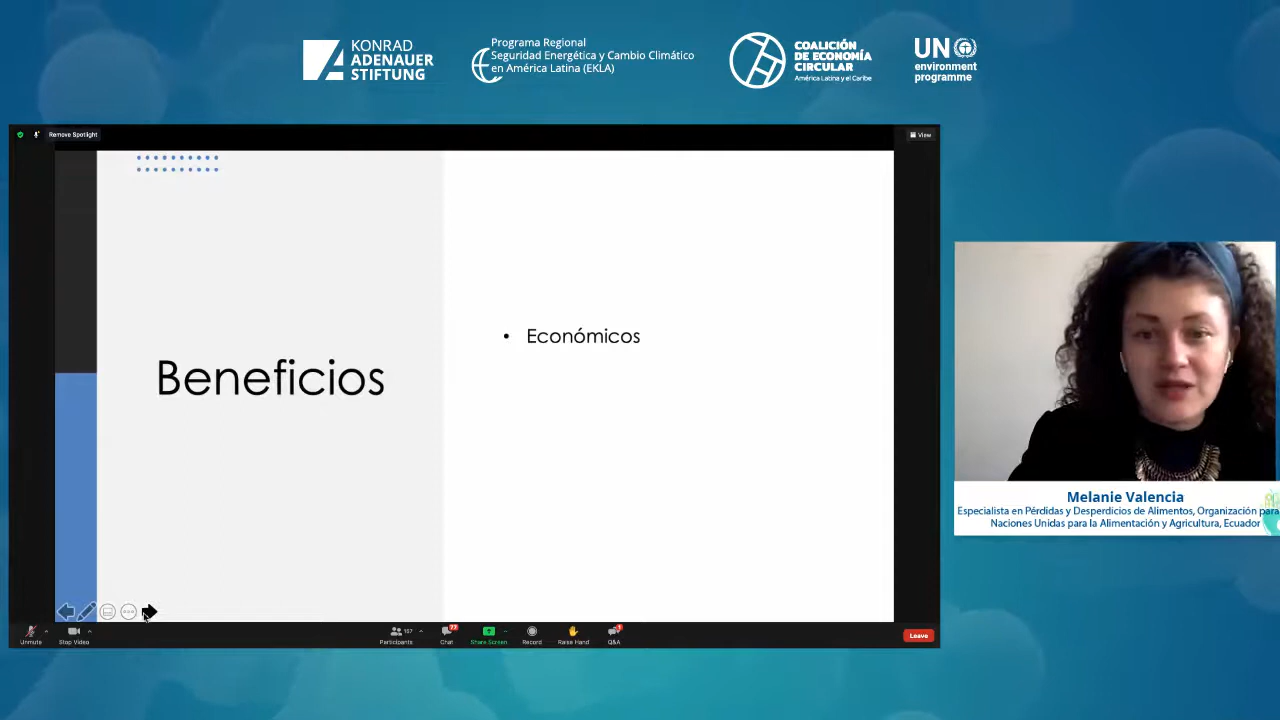 KONRAD
ADENAUER
STIFTUNG
Programa Regional
Seguridad Energética y Cambio Climático
en América Latina (EKLA)
COALICIÓN
DE ECONOMÍA
CIRCULAR
América Latina y el Caribe
UN
environment
programme
Remove Spotlight
View
Beneficios
• Económicos
Melanie Valencia
Especialista en Pérdidas y Desperdicios de Alimentos, Organización para
Naciones Unidas para la Alimentación y Agricultura, Ecuador
Unmute
Stop Video
Participants
157
Chat
Share Screen
Record
Raise Hand
Q&A
1
Leave